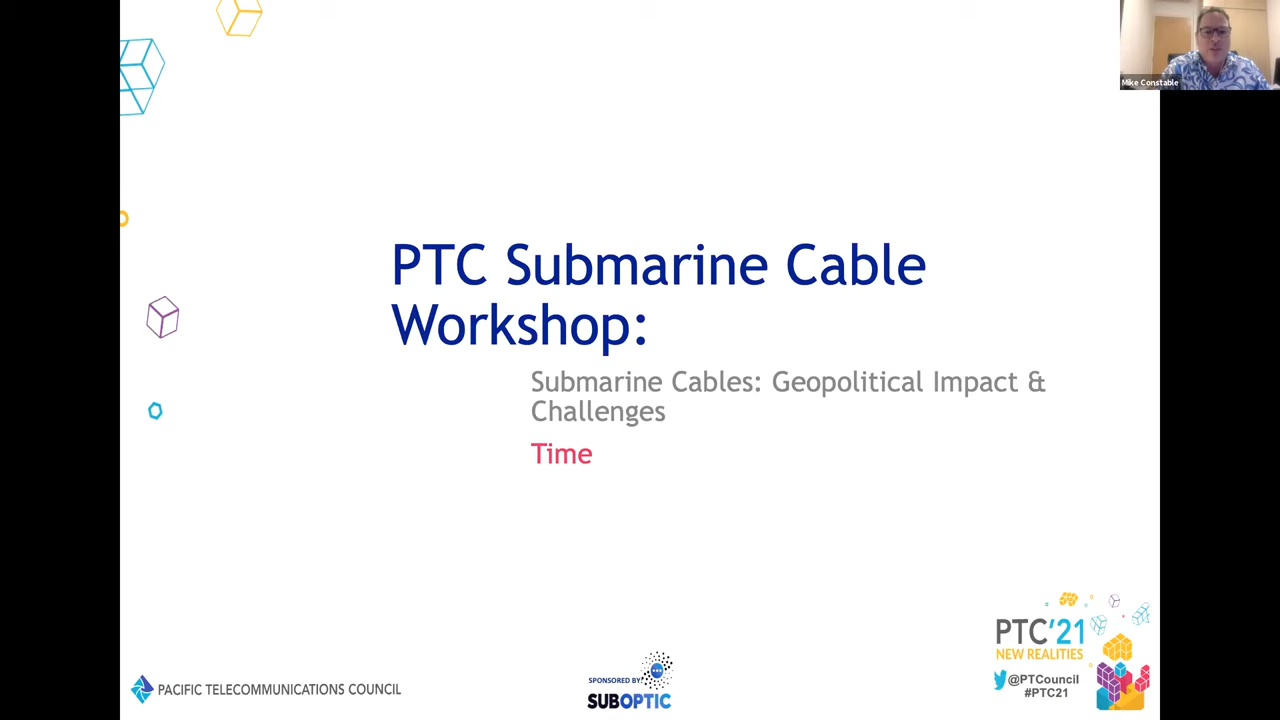 Mike Constable
PTC Submarine Cable
Workshop:
Submarine Cables: Geopolitical Impact &
Challenges
Time
PACIFIC TELECOMMUNICATIONS COUNCIL
SPONSORED BY:
SUBOPTIC
PTC'21
NEW REALITIES
@PTCouncil
#PTC21